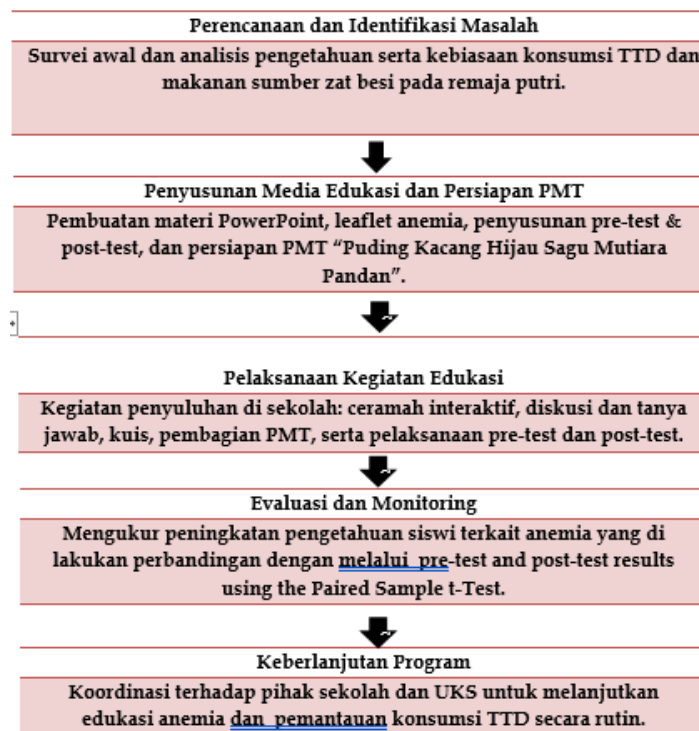 Perencanaan dan Identifikasi Masalah
Survei awal dan analisis pengetahuan serta kebiasaan konsumsi TTD dan
makanan sumber zat besi pada remaja putri.
Penyusunan Media Edukasi dan Persiapan PMT
Pembuatan materi PowerPoint, leaflet anemia, penyusunan pre-test &
post-test, dan persiapan PMT “Puding Kacang Hijau Sagu Mutiara
Pandan”.
Pelaksanaan Kegiatan Edukasi
Kegiatan penyuluhan di sekolah: ceramah interaktif, diskusi dan tanya
jawab, kuis, pembagian PMT, serta pelaksanaan pre-test dan post-test.
Evaluasi dan Monitoring
Mengukur peningkatan pengetahuan siswi terkait anemia yang di
lakukan perbandingan dengan melalui pre-test and post-test results
using the Paired Sample t-Test.
Keberlanjutan Program
Koordinasi terhadap pihak sekolah dan UKS untuk melanjutkan
edukasi anemia dan pemantauan konsumsi TTD secara rutin.